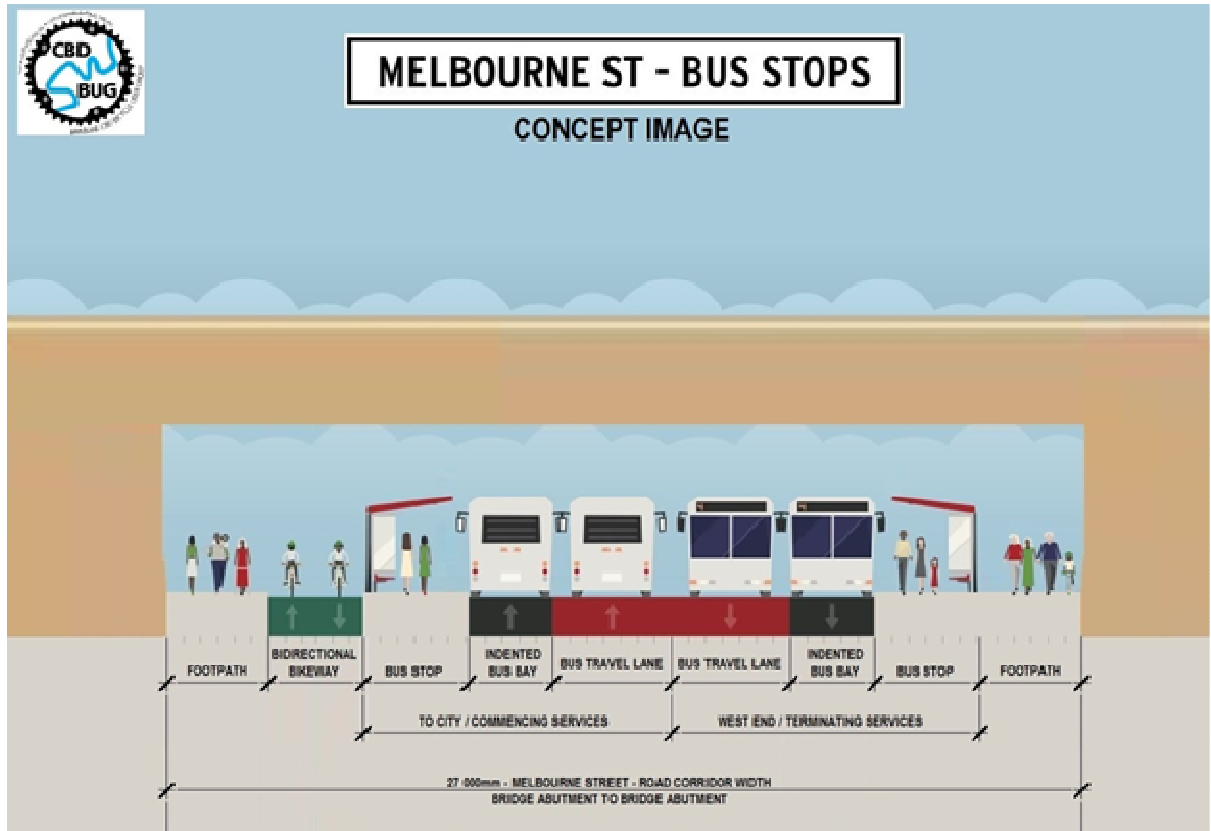 CBD
BUG
MELBOURNE ST - BUS STOPS
CONCEPT IMAGE
FOOTPATH
BIDIRECTIONAL
BIKEWAY
BUS STOP
INDENTED
BUS BAY
BUS TRAVEL LANE
BUS TRAVEL LANE
INDENTED
BUS BAY
BUS STOP
FOOTPATH
TO CITY / COMMENCING SERVICES
WEST END / TERMINATING SERVICES
27 000mm - MELBOURNE STREET - ROAD CORRIDOR WIDTH
BRIDGE ABUTMENT TO BRIDGE ABUTMENT